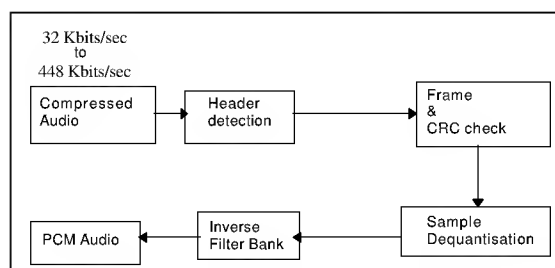 32 Kbits/sec
to
448 Kbits/sec
Compressed
Audio
Header
detection
Frame
&
CRC check
Sample
Dequantisation
Inverse
Filter Bank
PCM Audio